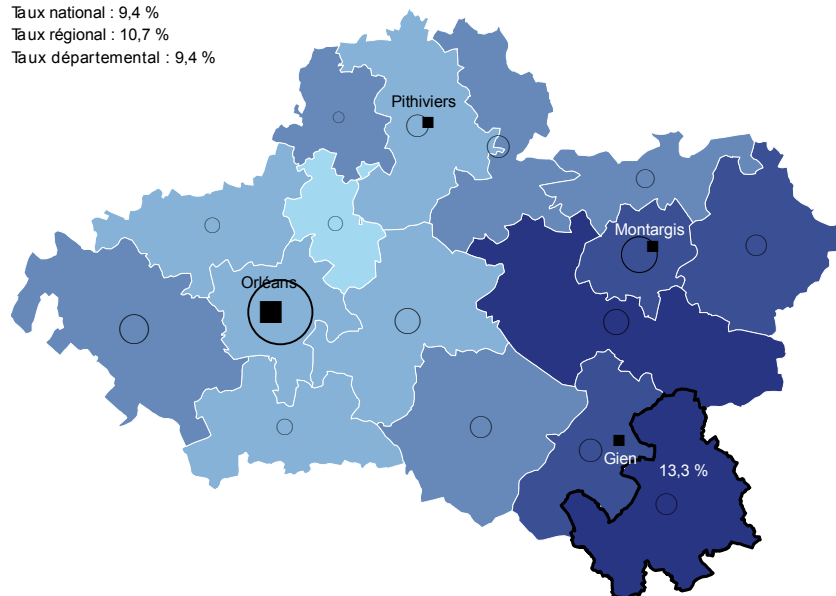 Taux national : 9,4 %
Taux régional : 10,7 %
Taux départemental : 9,4 %
Pithiviers
Montargis
Orléans
Gien
13,3 %